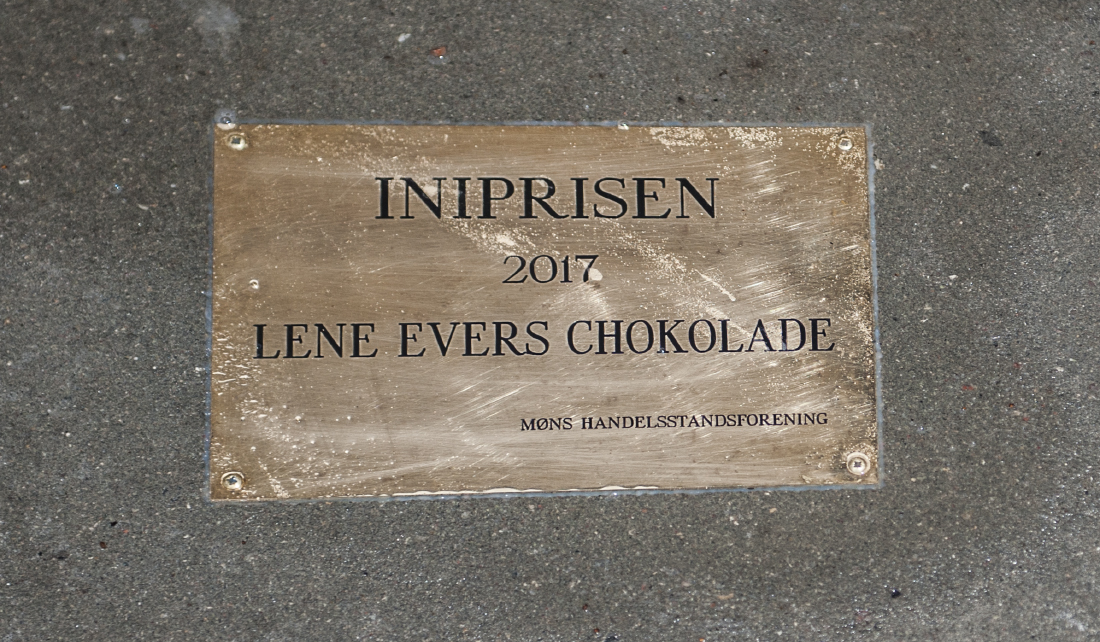 INIPRISEN
2017
LENE EVERS CHOKOLADE
MØNS HANDELSSTANDSFORENING